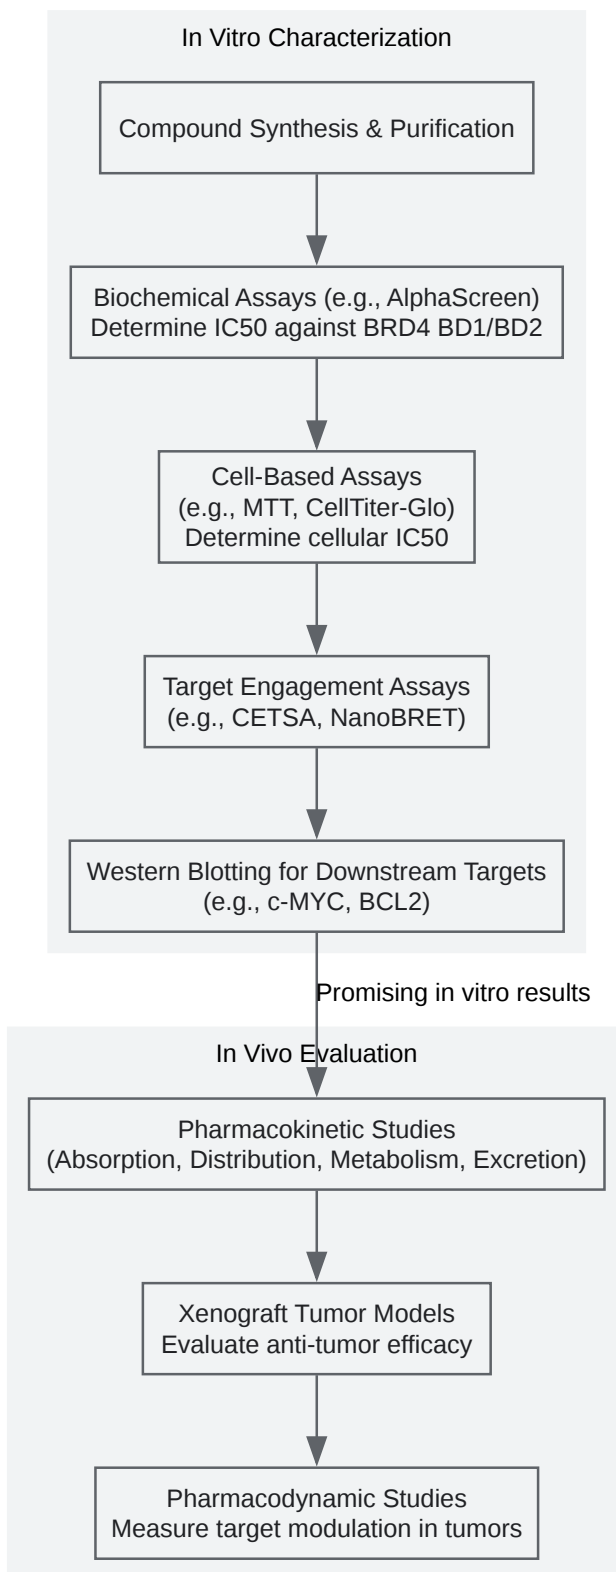 In Vitro Characterization
Compound Synthesis & Purification
Biochemical Assays (e.g., AlphaScreen)
Determine IC50 against BRD4 BD1/BD2
Cell-Based Assays
(e.g., MTT, CellTiter-Glo)
Determine cellular IC50
Target Engagement Assays
(e.g., CETSA, NanoBRET)
Western Blotting for Downstream Targets
(e.g., c-MYC, BCL2)
Promising in vitro results
In Vivo Evaluation
Pharmacokinetic Studies
(Absorption, Distribution, Metabolism, Excretion)
Xenograft Tumor Models
Evaluate anti-tumor efficacy
Pharmacodynamic Studies
Measure target modulation in tumors